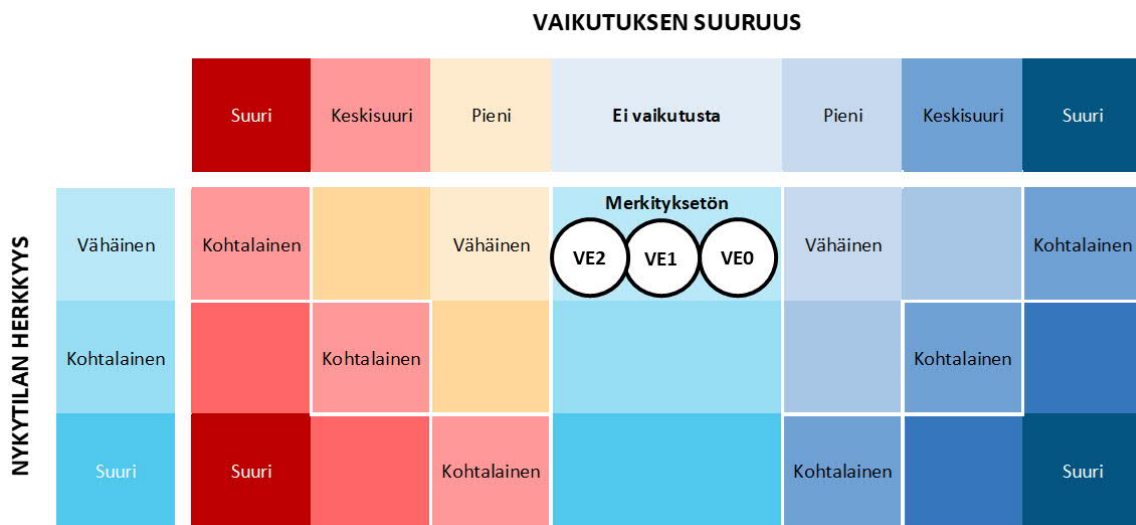 VAIKUTUKSEN SUURUUS
Suuri Keskisuuri Pieni Ei vaikutusta Pieni Keskisuuri Suuri
NYKYTILAN HERKKYYS
Merkityksetön
Vähäinen Kohtalainen Vähäinen VE2 VE1 VE0 Vähäinen Kohtalainen
Kohtalainen Kohtalainen Kohtalainen
Suuri Suuri Kohtalainen Kohtalainen Suuri